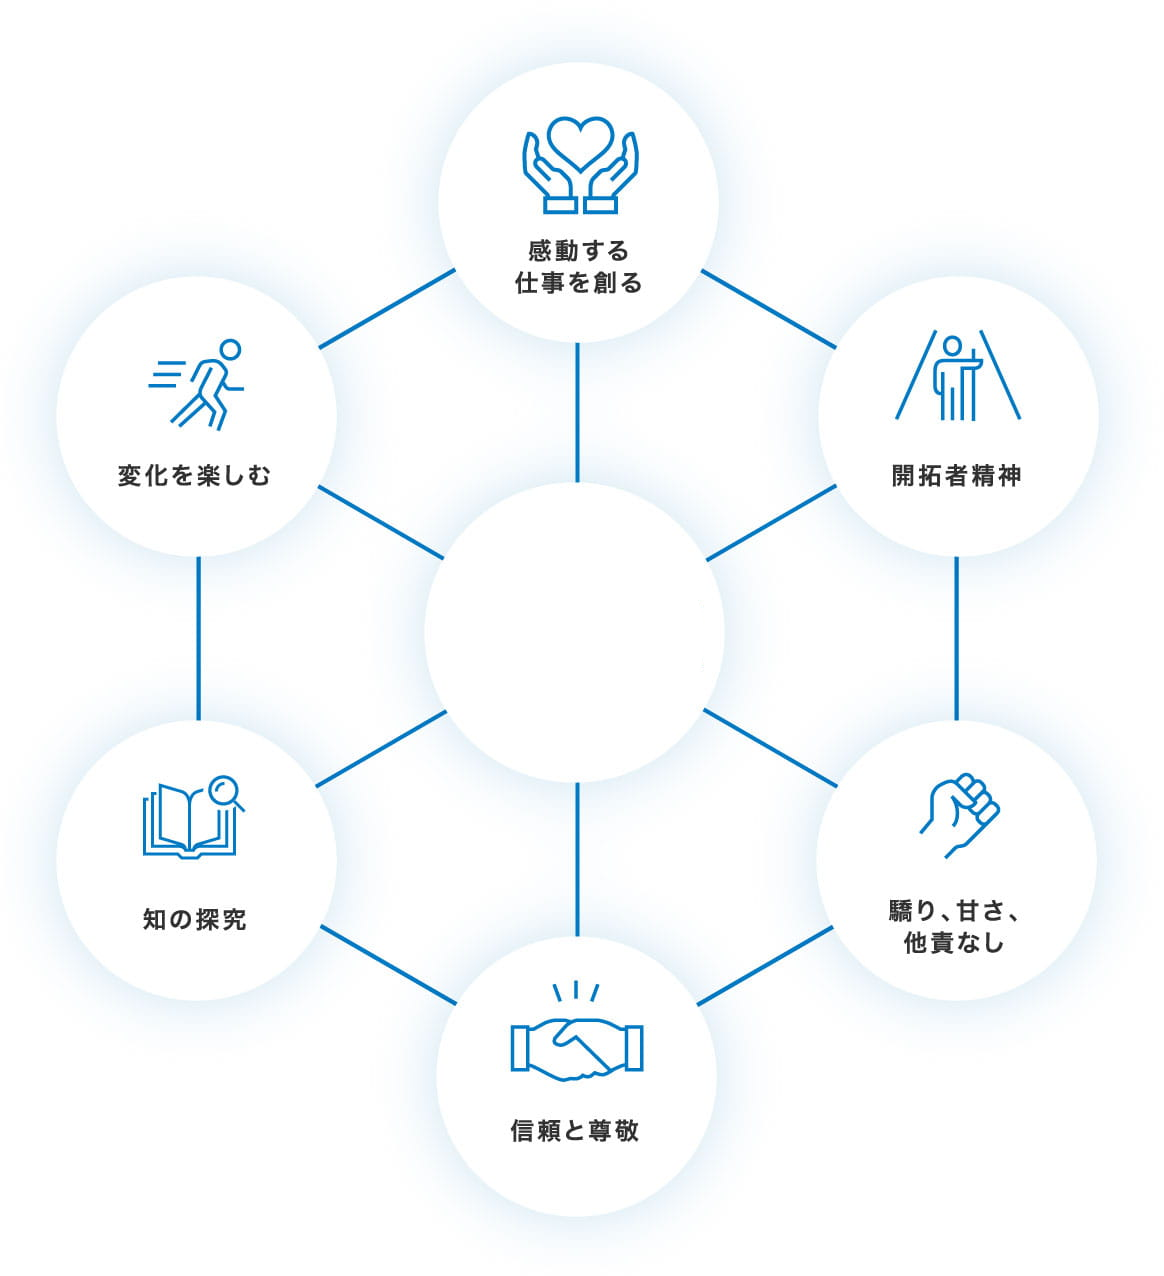 感動する
仕事を創る
変化を楽しむ
開拓者精神
知の探究
驕り、甘さ、
他責なし
信頼と尊敬